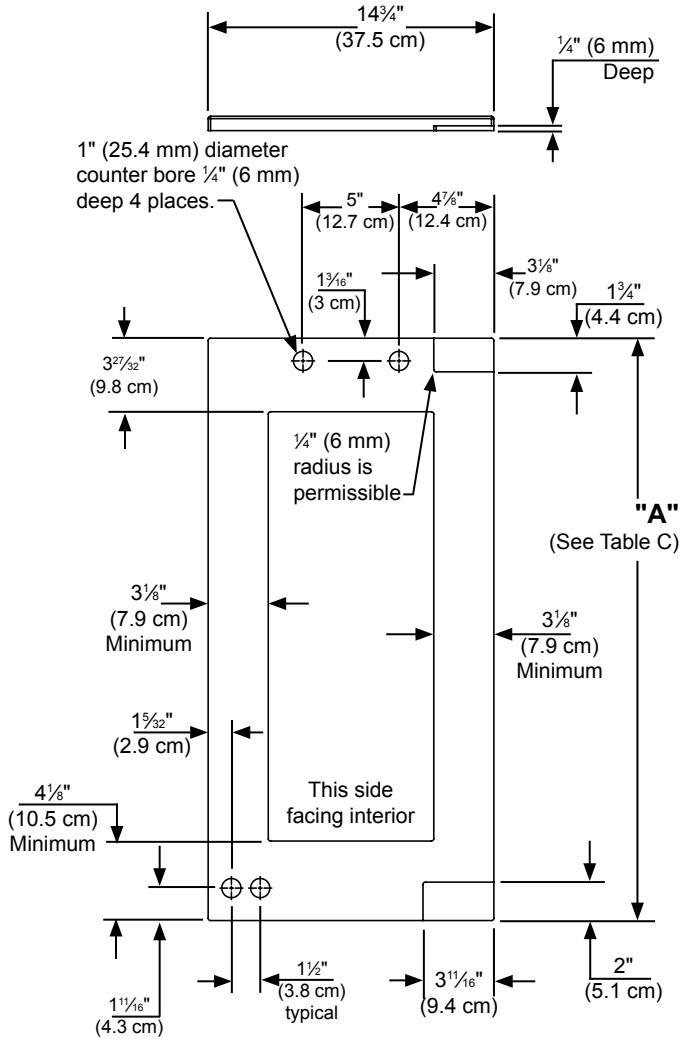 14¾"
(37.5 cm)
¼" (6 mm)
Deep
1" (25.4 mm) diameter
counter bore ¼" (6 mm)
deep 4 places.
5"
(12.7 cm)
4⅞"
(12.4 cm)
1³⁄₁₆"
(3 cm)
3⅛"
(7.9 cm)
1¾"
(4.4 cm)
3²⁷⁄₃₂"
(9.8 cm)
¼" (6 mm)
radius is
permissible
"A"
(See Table C)
3⅛"
(7.9 cm)
Minimum
3⅛"
(7.9 cm)
Minimum
1⁵⁄₃₂"
(2.9 cm)
4⅛"
(10.5 cm)
Minimum
This side
facing interior
1½"
(3.8 cm)
typical
3¹¹⁄₁₆"
(9.4 cm)
2"
(5.1 cm)
1¹¹⁄₁₆"
(4.3 cm)